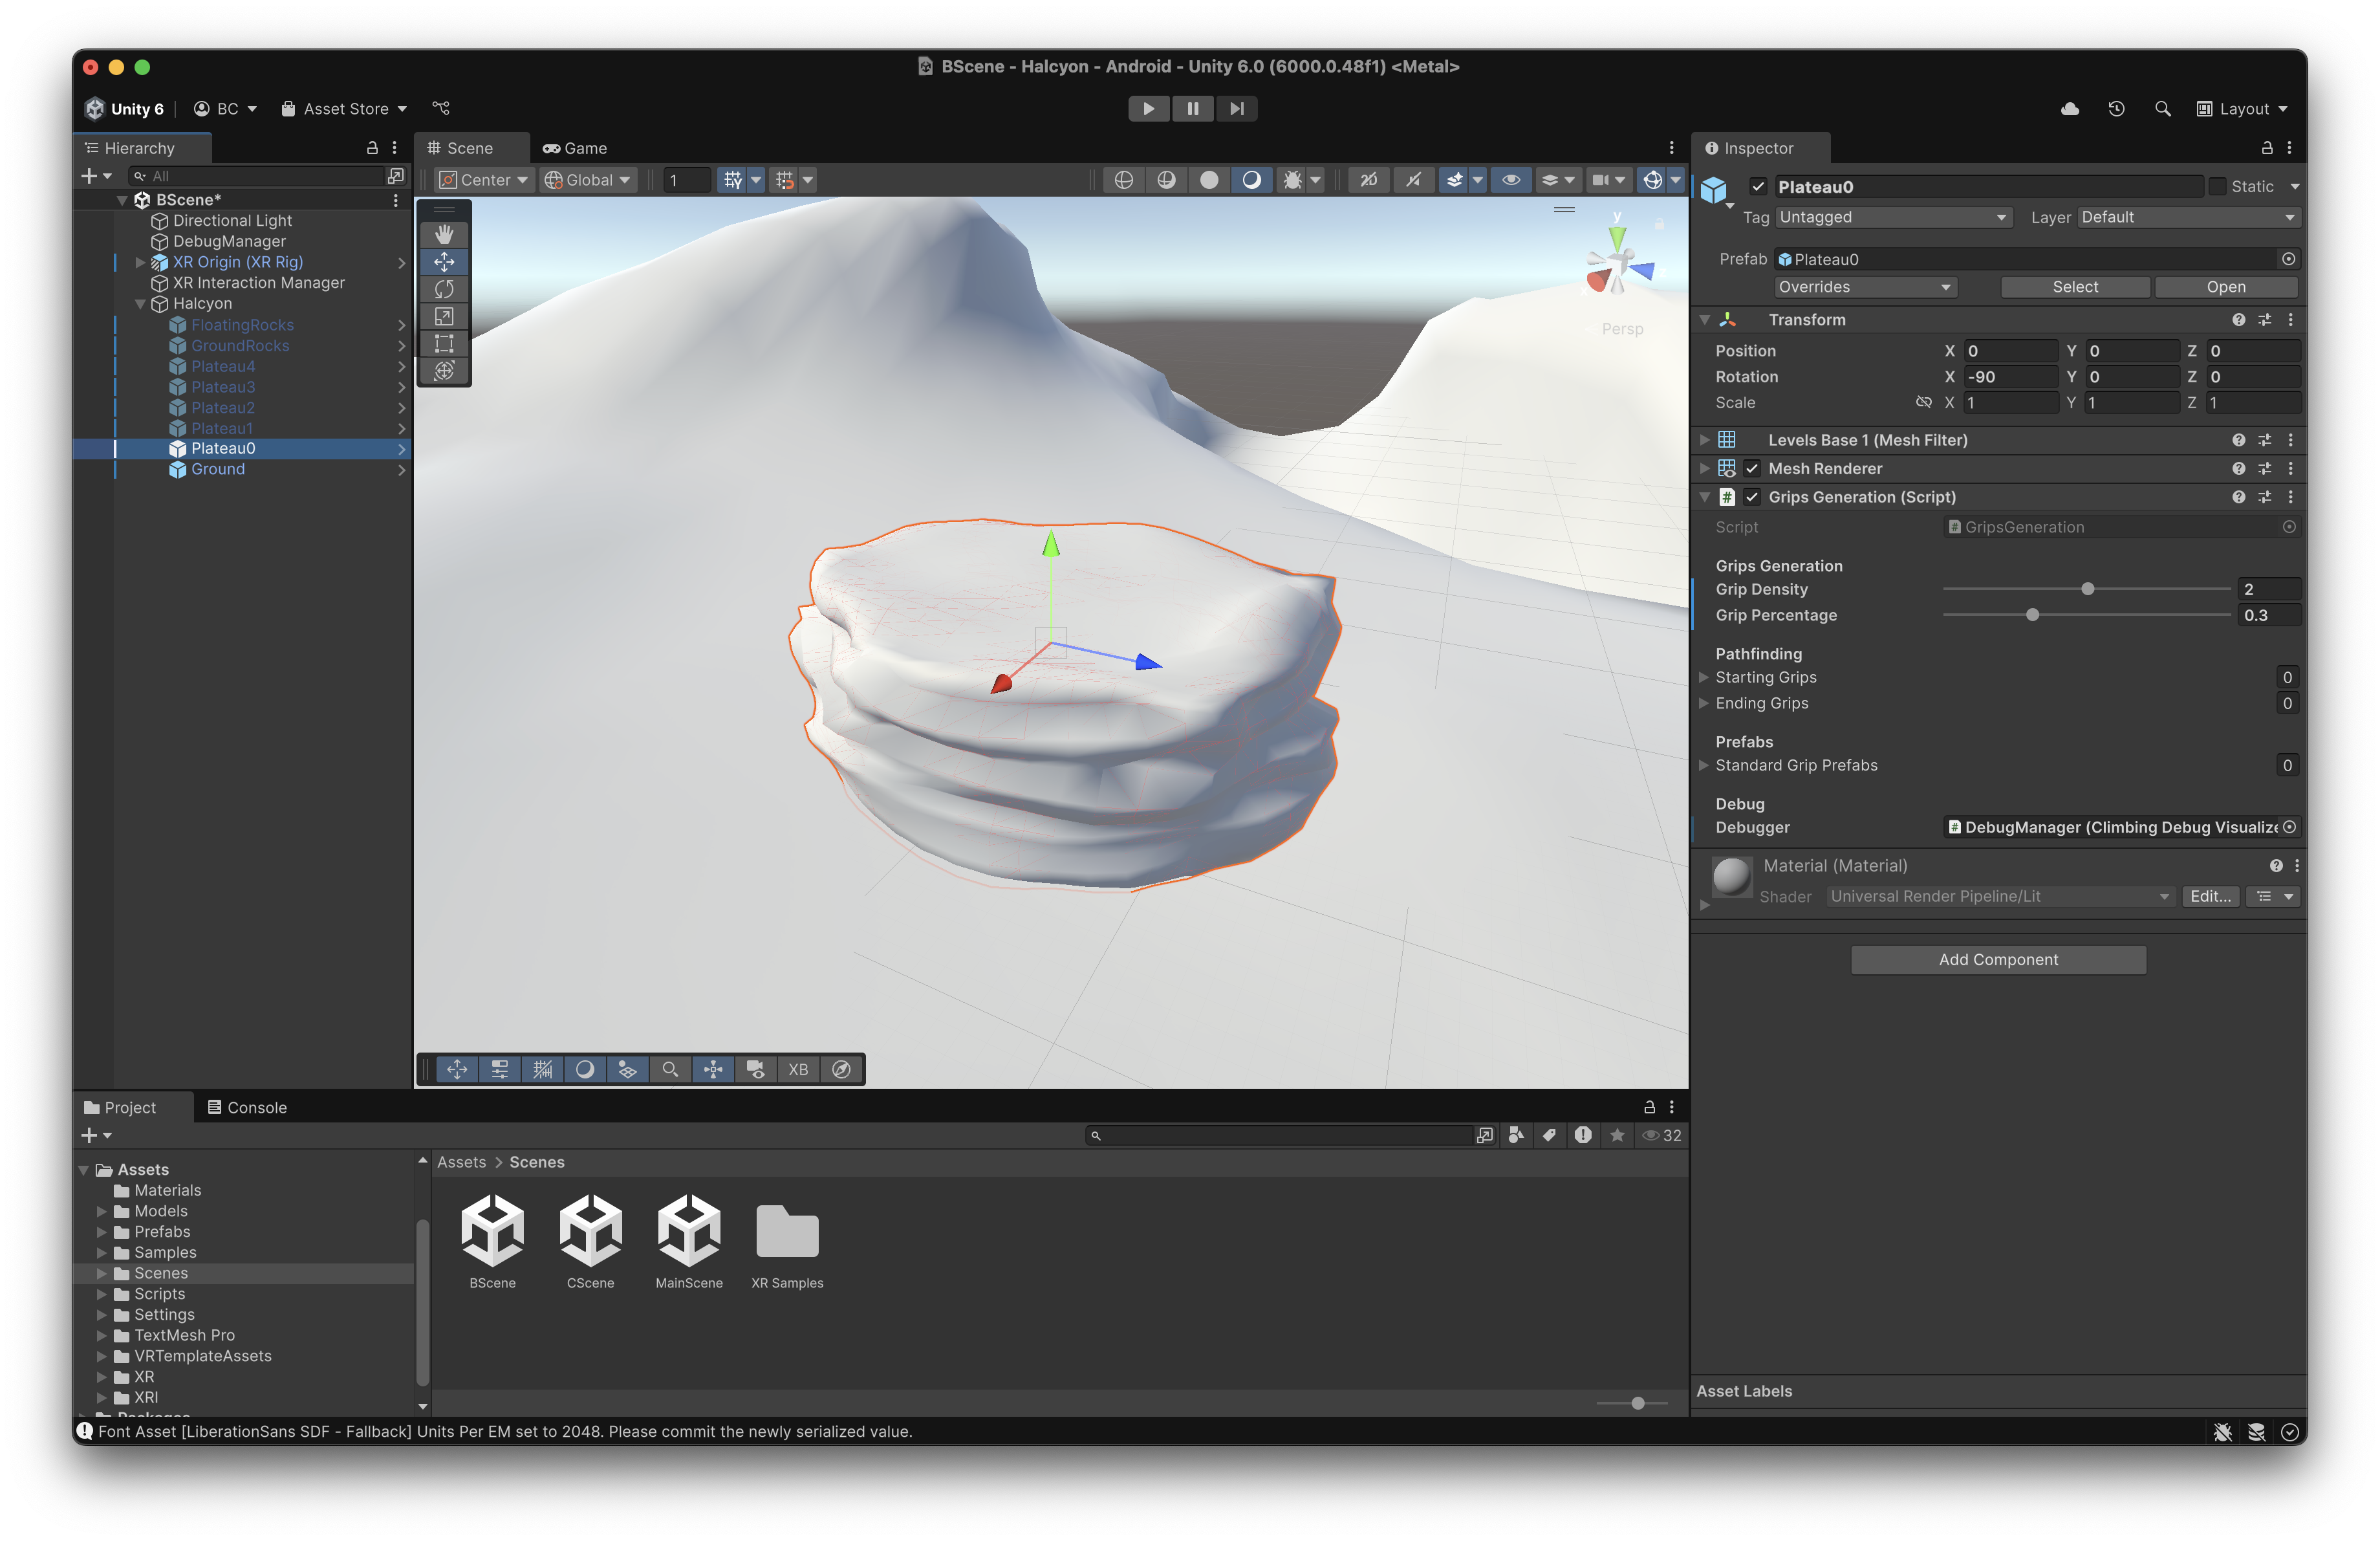 BScene - Halcyon - Android - Unity 6.0 (6000.0.48f1) <Metal>
Unity 6
BC
Asset Store
Layout
Hierarchy
All
BScene*
Directional Light
DebugManager
XR Origin (XR Rig)
XR Interaction Manager
Halcyon
FloatingRocks
GroundRocks
Plateau4
Plateau3
Plateau2
Plateau1
Plateau0
Ground
Scene
Game
Center
Global
1
2D
y
Persp
XB
Inspector
Plateau0
Static
Tag
Untagged
Layer
Default
Prefab
Plateau0
Overrides
Select
Open
Transform
Position X 0 Y 0 Z 0
Rotation X -90 Y 0 Z 0
Scale X 1 Y 1 Z 1
Levels Base 1 (Mesh Filter)
Mesh Renderer
# Grips Generation (Script)
Script
GripsGeneration
Grips Generation
Grip Density
2
Grip Percentage
0.3
Pathfinding
Starting Grips
0
Ending Grips
0
Prefabs
Standard Grip Prefabs
0
Debug
Debugger
DebugManager (Climbing Debug Visualize
Material (Material)
Shader
Universal Render Pipeline/Lit
Edit...
Add Component
Asset Labels
Project
Console
32
Assets
Materials
Models
Prefabs
Samples
Scenes
Scripts
Settings
TextMesh Pro
VRTemplateAssets
XR
XRI
Assets > Scenes
BScene
CScene
MainScene
XR Samples
Font Asset [LiberationSans SDF - Fallback] Units Per EM set to 2048. Please commit the newly serialized value.